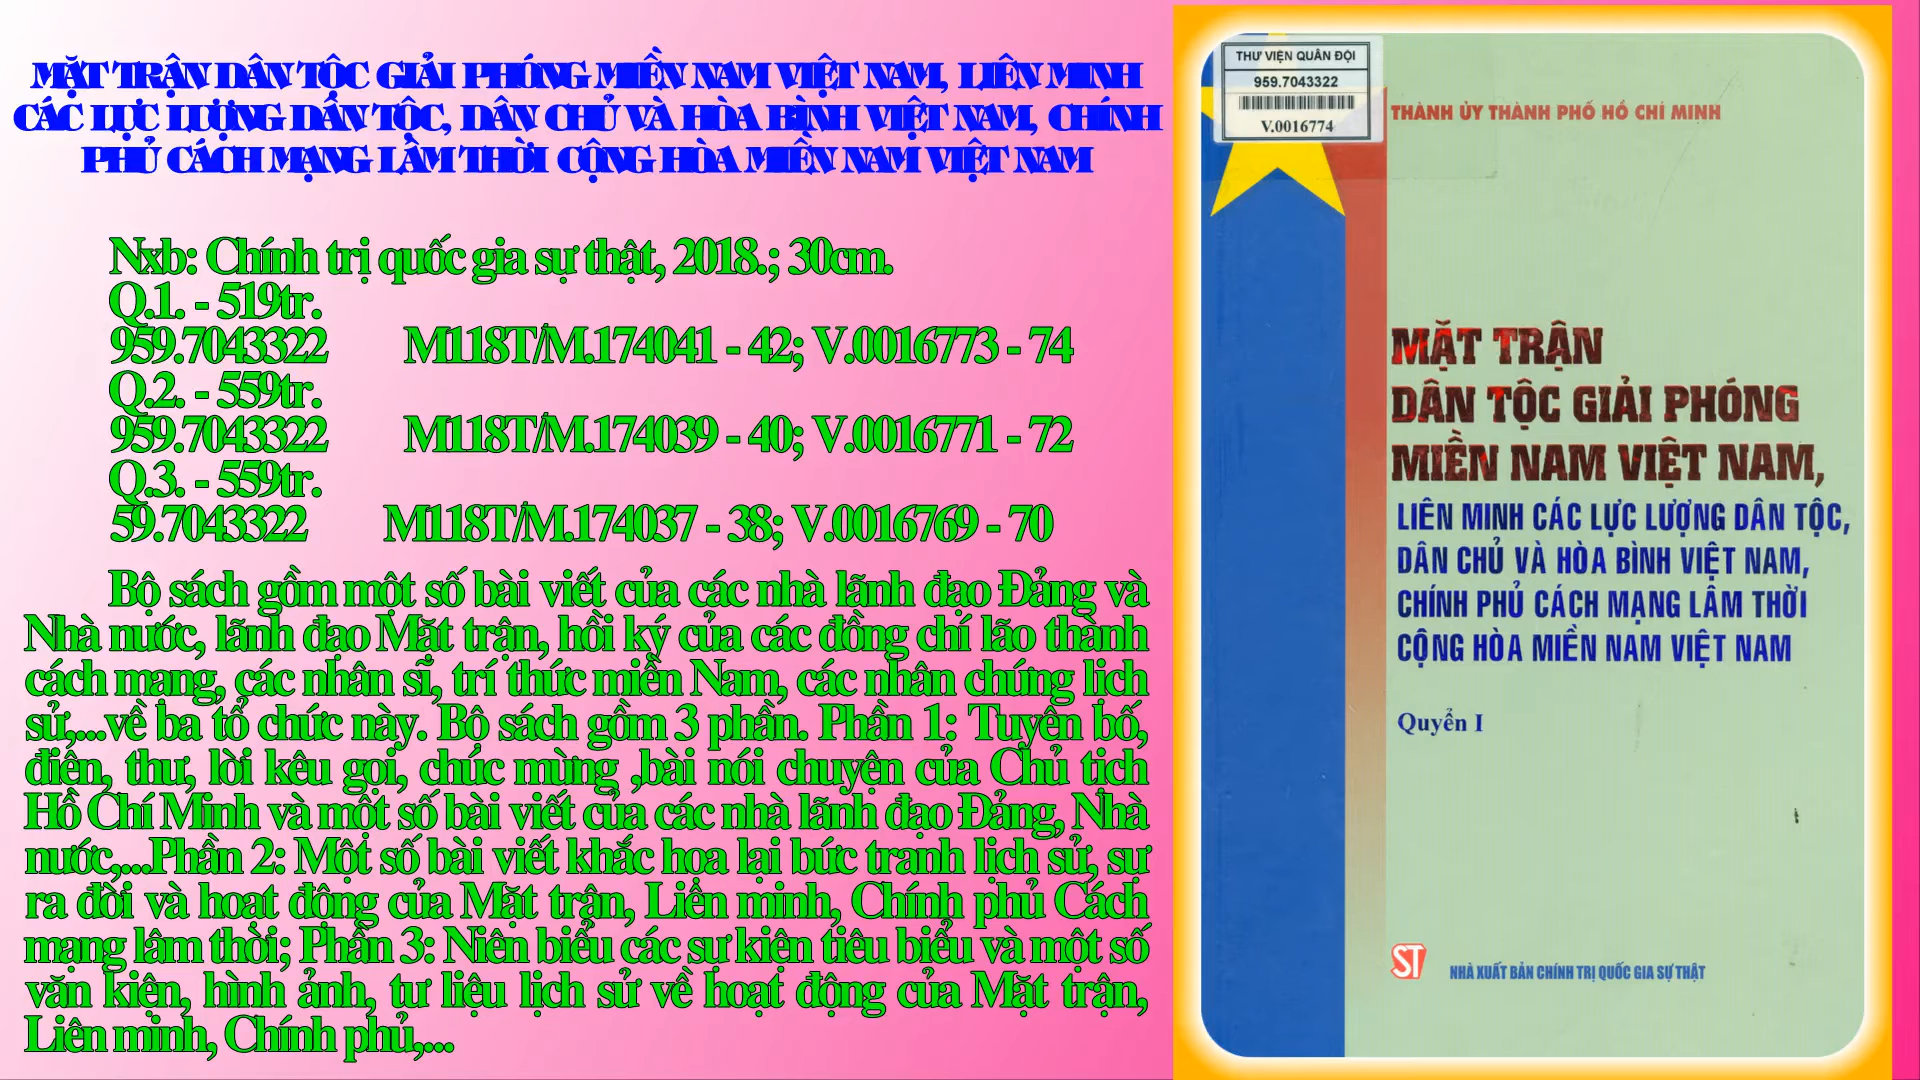 MẶT TRẬN DÂN TỘC GIẢI PHÓNG MIỀN NAM VIỆT NAM, LIÊN MINH
CÁC LỰC LƯỢNG DÂN TỘC, DÂN CHỦ VÀ HÒA BÌNH VIỆT NAM, CHÍNH
PHỦ CÁCH MẠNG LÂM THỜI CỘNG HÒA MIỀN NAM VIỆT NAM
Nxb: Chính trị quốc gia sự thật, 2018.; 30cm.
Q.1. - 519tr.
959.7043322 M118T/M.174041 - 42; V.0016773 - 74
Q.2. - 559tr.
959.7043322 M118T/M.174039 - 40; V.0016771 - 72
Q.3. - 559tr.
59.7043322 M118T/M.174037 - 38; V.0016769 - 70
Bộ sách gồm một số bài viết của các nhà lãnh đạo Đảng và
Nhà nước, lãnh đạo Mặt trận, hồi ký của các đồng chí lão thành
cách mạng, các nhân sĩ, trí thức miền Nam, các nhân chứng lịch
sử,...về ba tổ chức này. Bộ sách gồm 3 phần. Phần 1: Tuyên bố,
điện, thư, lời kêu gọi, chúc mừng ,bài nói chuyện của Chủ tịch
Hồ Chí Minh và một số bài viết của các nhà lãnh đạo Đảng, Nhà
nước,...Phần 2: Một số bài viết khắc họa lại bức tranh lịch sử, sự
ra đời và hoạt động của Mặt trận, Liên minh, Chính phủ Cách
mạng lâm thời; Phần 3: Niên biểu các sự kiện tiêu biểu và một số
văn kiện, hình ảnh, tư liệu lịch sử về hoạt động của Mặt trận,
Liên minh, Chính phủ,...
THƯ VIỆN QUÂN ĐỘI
959.7043322
V.0016774
THÀNH ỦY THÀNH PHỐ HỒ CHÍ MINH
MẶT TRẬN
DÂN TỘC GIẢI PHÓNG
MIỀN NAM VIỆT NAM,
LIÊN MINH CÁC LỰC LƯỢNG DÂN TỘC,
DÂN CHỦ VÀ HÒA BÌNH VIỆT NAM,
CHÍNH PHỦ CÁCH MẠNG LÂM THỜI
CỘNG HÒA MIỀN NAM VIỆT NAM
Quyển I
ST
NHÀ XUẤT BẢN CHÍNH TRỊ QUỐC GIA SỰ THẬT